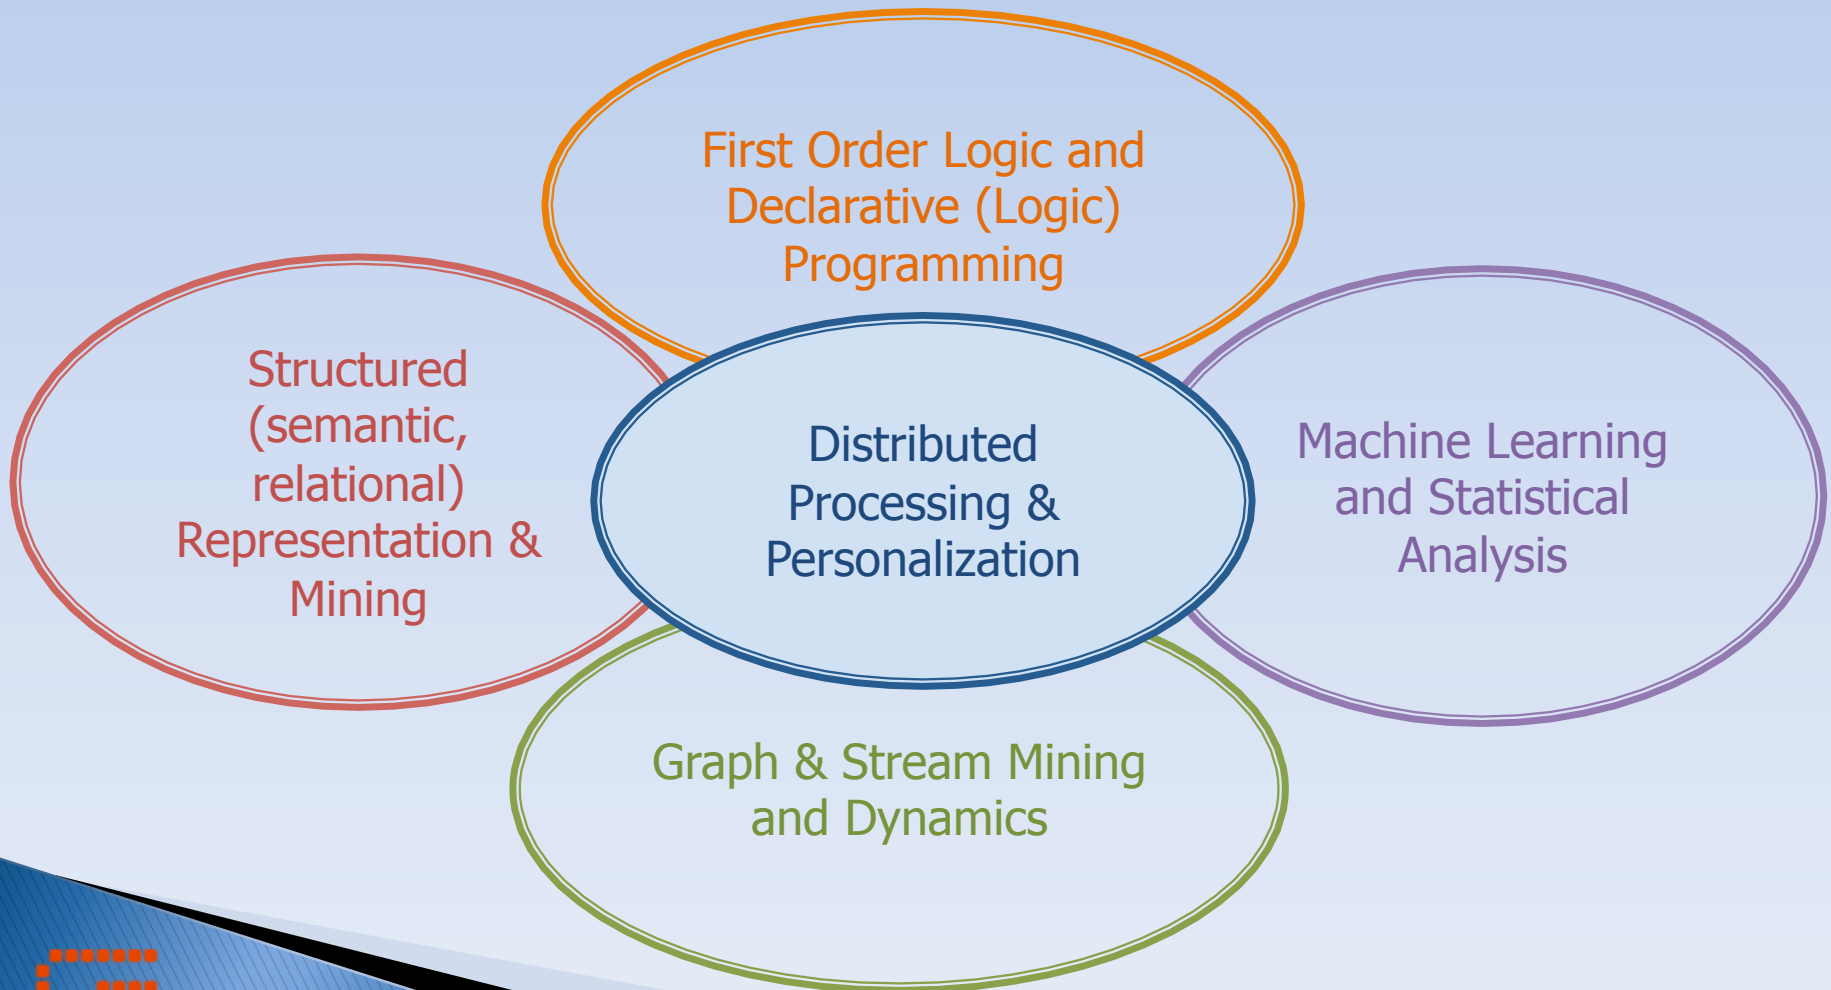 First Order Logic and
Declarative (Logic)
Programming
Structured
(semantic,
relational)
Representation &
Mining
Distributed
Processing &
Personalization
Machine Learning
and Statistical
Analysis
Graph & Stream Mining
and Dynamics